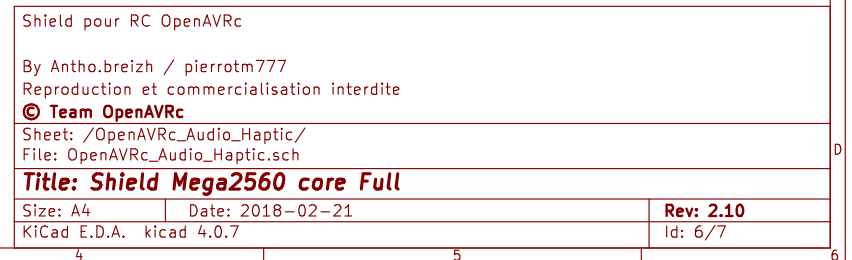 Shield pour RC OpenAVRc
By Antho.breizh / pierrotm777
Reproduction et commercialisation interdite
© Team OpenAVRc
Sheet: /OpenAVRc_Audio_Haptic/
File: OpenAVRc_Audio_Haptic.sch
D
Title: Shield Mega2560 core Full
Size: A4 Date: 2018-02-21 Rev: 2.10
KiCad E.D.A. kicad 4.0.7 Id: 6/7
4 5 6